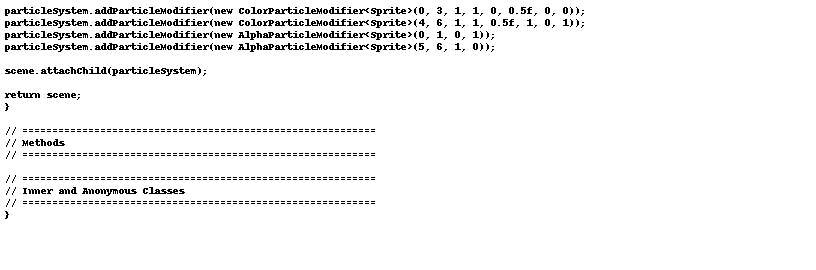 particleSystem.addParticleModifier(new ColorParticleModifier<Sprite>(0, 3, 1, 1, 0, 0.5f, 0, 0));
particleSystem.addParticleModifier(new ColorParticleModifier<Sprite>(4, 6, 1, 1, 0.5f, 1, 0, 1));
particleSystem.addParticleModifier(new AlphaParticleModifier<Sprite>(0, 1, 0, 1));
particleSystem.addParticleModifier(new AlphaParticleModifier<Sprite>(5, 6, 1, 0));
scene.attachChild(particleSystem);
return scene;
}
// ===========================================================
// Methods
// ===========================================================
// ===========================================================
// Inner and Anonymous Classes
// ===========================================================
}